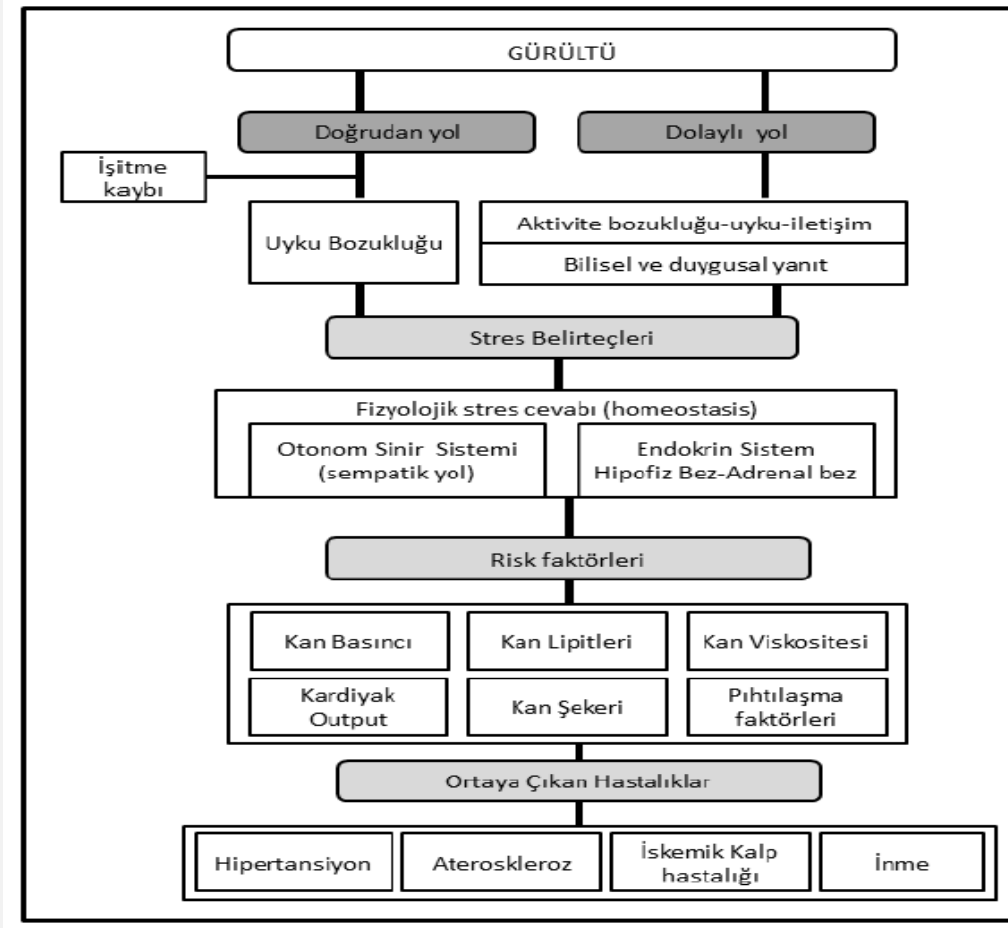 GÜRÜLTÜ
Doğrudan yol
Dolaylı yol
İşitme
kaybı
Uyku Bozukluğu
Aktivite bozukluğu-uyku-iletişim
Bilisel ve duygusal yanıt
Stres Belirteçleri
Fizyolojik stres cevabı (homeostasis)
Otonom Sinir Sistemi
(sempatik yol)
Endokrin Sistem
Hipofiz Bez-Adrenal bez
Risk faktörleri
Kan Basıncı
Kan Lipitleri
Kan Viskositesi
Kardiyak
Output
Kan Şekeri
Pıhtılaşma
faktörleri
Ortaya Çıkan Hastalıklar
Hipertansiyon
Ateroskleroz
İskemik Kalp
hastalığı
İnme